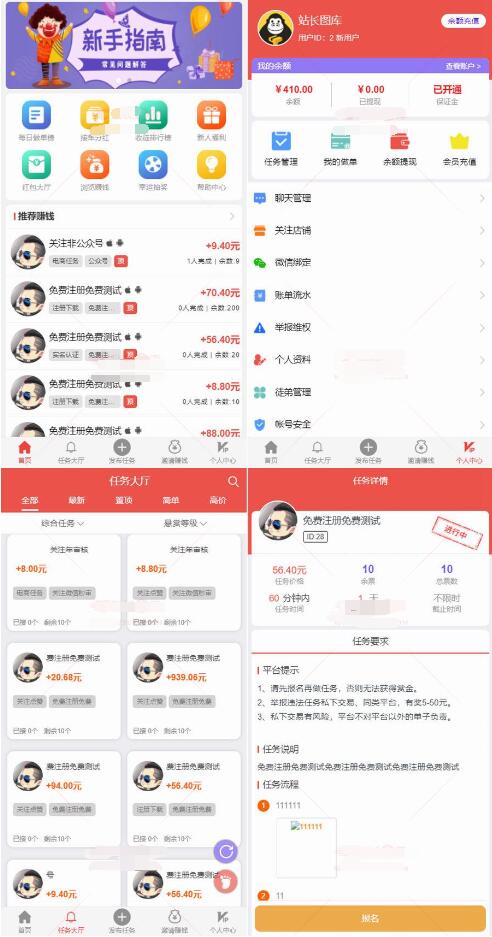 新手指南
常见问题解答
每日做单榜
接车分红
收徒排行榜
新人福利
红包大厅
浏览赚钱
幸运抽奖
帮助中心
推荐赚钱
关注非公众号
+9.40元
电商任务 公众号 顶
1人完成 | 余数:9
免费注册免费测试
+70.40元
注册下载 免费注... 顶
0人完成 | 余数:200
免费注册免费测试
+56.40元
实名认证 免费注... 顶
0人完成 | 余数:20
免费注册免费测试
+8.80元
注册下载 免费注... 顶
0人完成 | 余数:10
免费注册免费测试
+88.00元
首页 任务大厅 发布任务 邀请赚钱 个人中心
站长图库
用户ID：2 新用户
余额充值
我的余额
查看账户 >
￥410.00 ￥0.00 已开通
余额 已提现 保证金
任务管理 我的做单 余额提现 会员充值
聊天管理
关注店铺
微信绑定
账单流水
举报维权
个人资料
徒弟管理
帐号安全
首页 任务大厅 发布任务 邀请赚钱 个人中心
任务大厅
全部 最新 置顶 简单 高价
综合任务 悬赏等级
关注年审核
+8.00元
电商任务 关注微信秒审
已接 0个 剩余10个
免费注册免费测试
+8.80元
关注点赞 关注微信秒审
已接 0个 剩余10个
费注册免费测试
+20.68元
关注点赞 免费注册免费
已接 0个 剩余10个
费注册免费测试
+939.06元
关注点赞 免费注册免费
已接 0个 剩余10个
费注册免费测试
+94.00元
关注点赞 免费注册免费
已接 0个 剩余10个
费注册免费测试
+56.40元
注册下载 免费注册免费
已接 0个 剩余10个
号
+9.40元
费注册免费测试
+56.40元
首页 任务大厅 发布任务 邀请赚钱 个人中心
任务详情
免费注册免费测试
ID:28
进行中
56.40元 10 10
任务价格 余票 总票数
60 分钟内 1 天 不限时
任务时间 截止时间
任务要求
平台提示
1、请先报名再做任务，否则无法获得赏金。
2、举报违法任务私下交易、同类平台，有奖5-50元。
3、私下交易有风险，平台不对平台以外的单子负责。
任务说明
免费注册免费测试免费注册免费测试免费注册免费测试
任务流程
1 111111
111111
2 11
报名